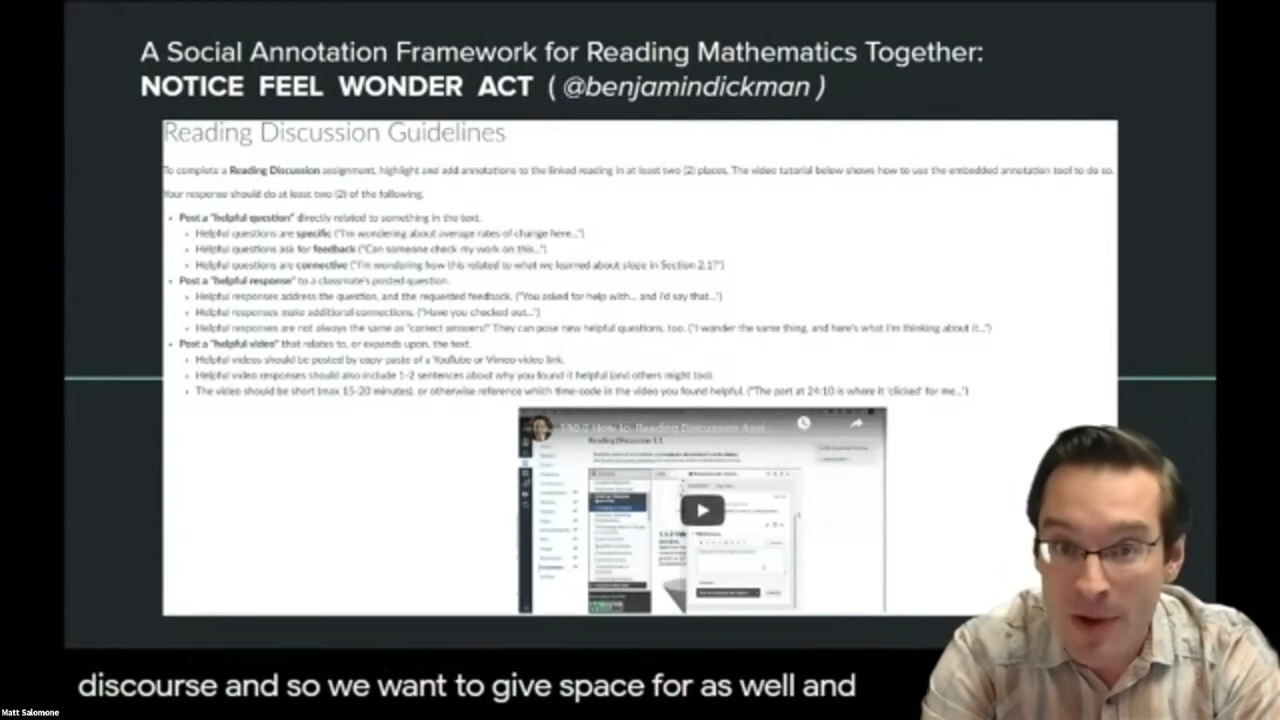 A Social Annotation Framework for Reading Mathematics Together:
NOTICE FEEL WONDER ACT ( @benjamindickman )
Reading Discussion Guidelines
To complete a Reading Discussion assignment, highlight and add annotations to the linked reading in at least two (2) places. The video tutorial below shows how to use the embedded annotation tool to do so.
Your response should do at least two (2) of the following.
• Post a "helpful question" directly related to something in the text.
• Helpful questions are specific ("I'm wondering about average rates of change here...")
• Helpful questions ask for feedback ("Can someone check my work on this...")
• Helpful questions are connective ("I'm wondering how this related to what we learned about slope in Section 2.1?")
• Post a "helpful response" to a classmate's posted question.
• Helpful responses address the question, and the requested feedback. ("You asked for help with... and I'd say that...")
• Helpful responses make additional connections. ("Have you checked out...")
• Helpful responses are not always the same as "correct answers!" They can pose new helpful questions, too. ("I wonder the same thing, and here's what I'm thinking about it...")
• Post a "helpful video" that relates to, or expands upon, the text.
• Helpful videos should be posted by copy-paste of a YouTube or Vimeo video link.
• Helpful video responses should also include 1-2 sentences about why you found it helpful (and others might too).
• The video should be short (max 15-20 minutes), or otherwise reference which time-code in the video you found helpful. ("The part at 24:10 is where it 'clicked' for me...")
How to: Reading Discussion
Reading Discussion 1.1
discourse and so we want to give space for as well and
Matt Salomone